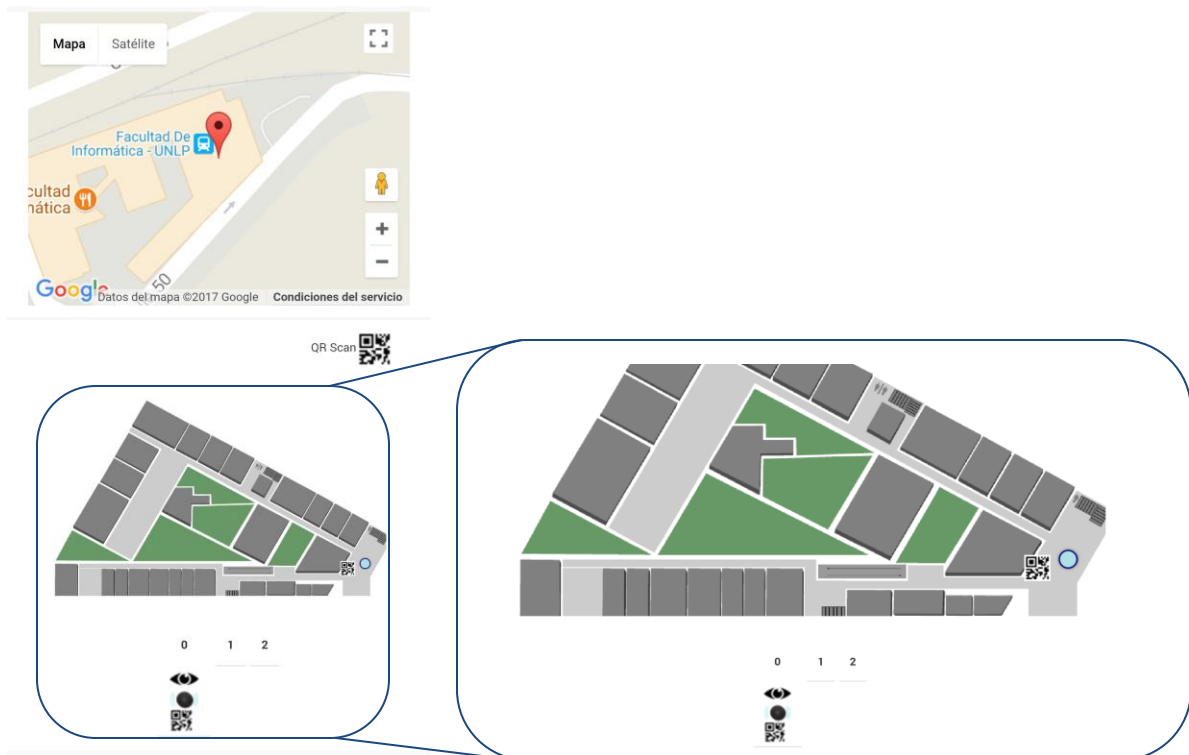 Mapa Satélite
Facultad De
Informática - UNLP
cultad
mática
50
Google
Datos del mapa ©2017 Google Condiciones del servicio
QR Scan
0 1 2
0 1 2